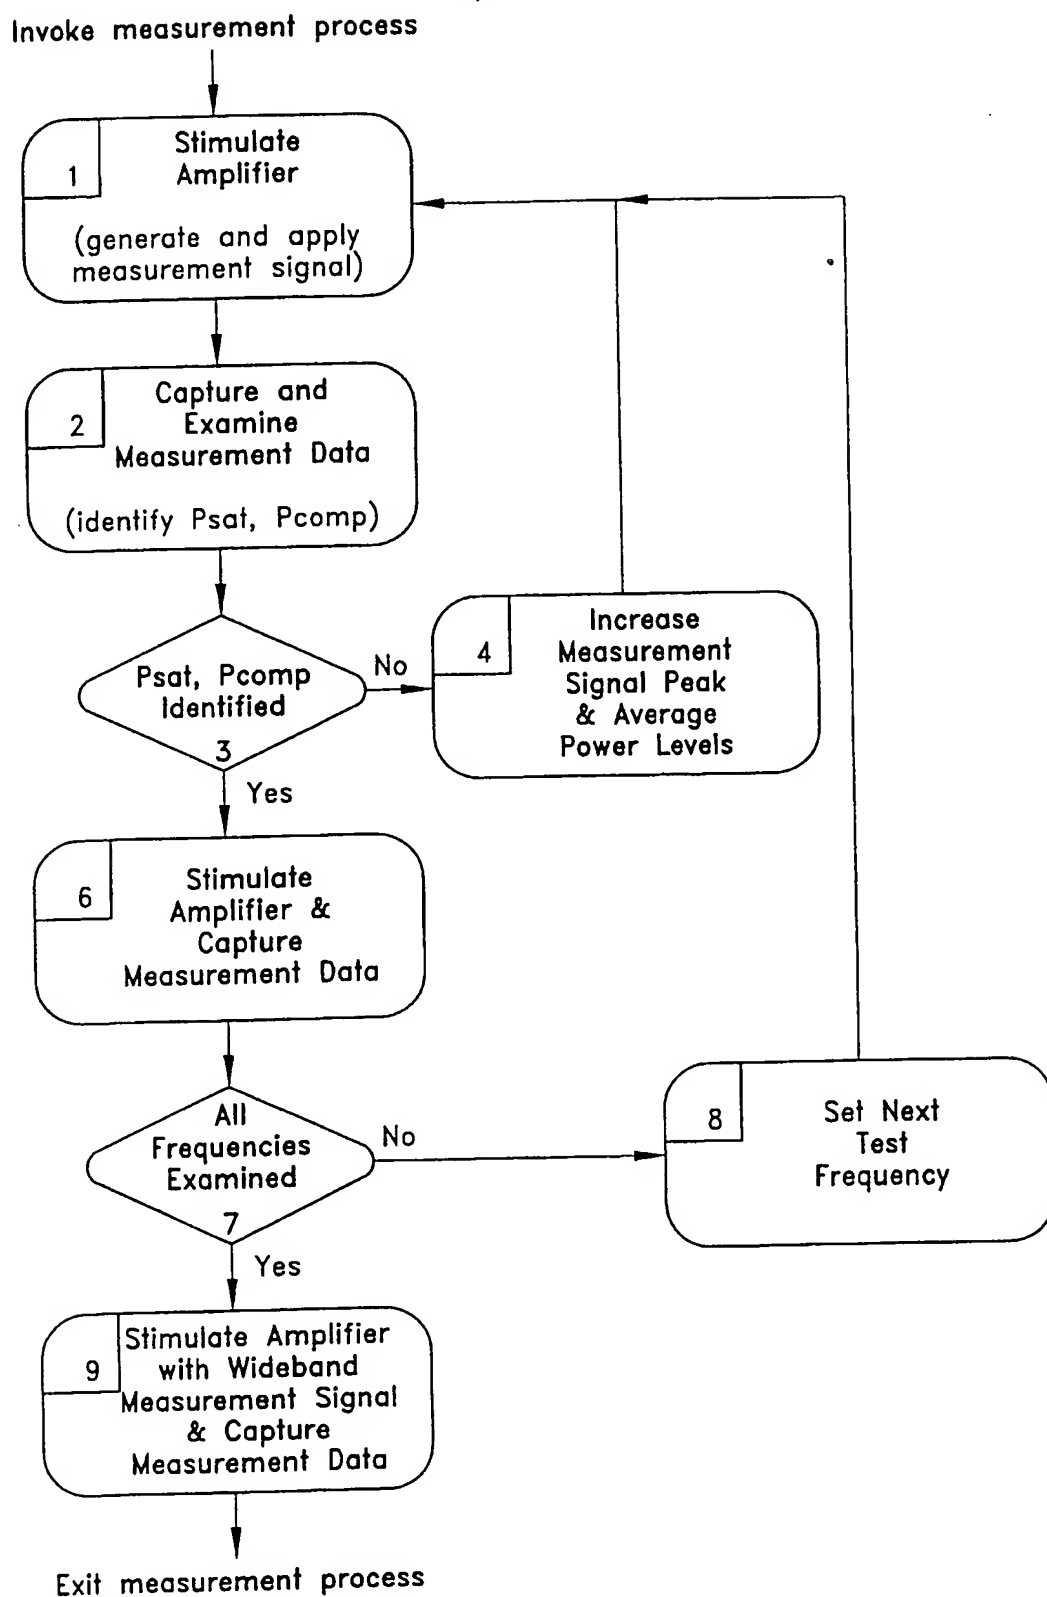 Invoke measurement process
1
Stimulate
Amplifier
(generate and apply
measurement signal)
2
Capture and
Examine
Measurement Data
(identify Psat, Pcomp)
Psat, Pcomp
Identified
3
No
Yes
4
Increase
Measurement
Signal Peak
& Average
Power Levels
6
Stimulate
Amplifier &
Capture
Measurement Data
All
Frequencies
Examined
7
No
Yes
8
Set Next
Test
Frequency
9
Stimulate Amplifier
with Wideband
Measurement Signal
& Capture
Measurement Data
Exit measurement process